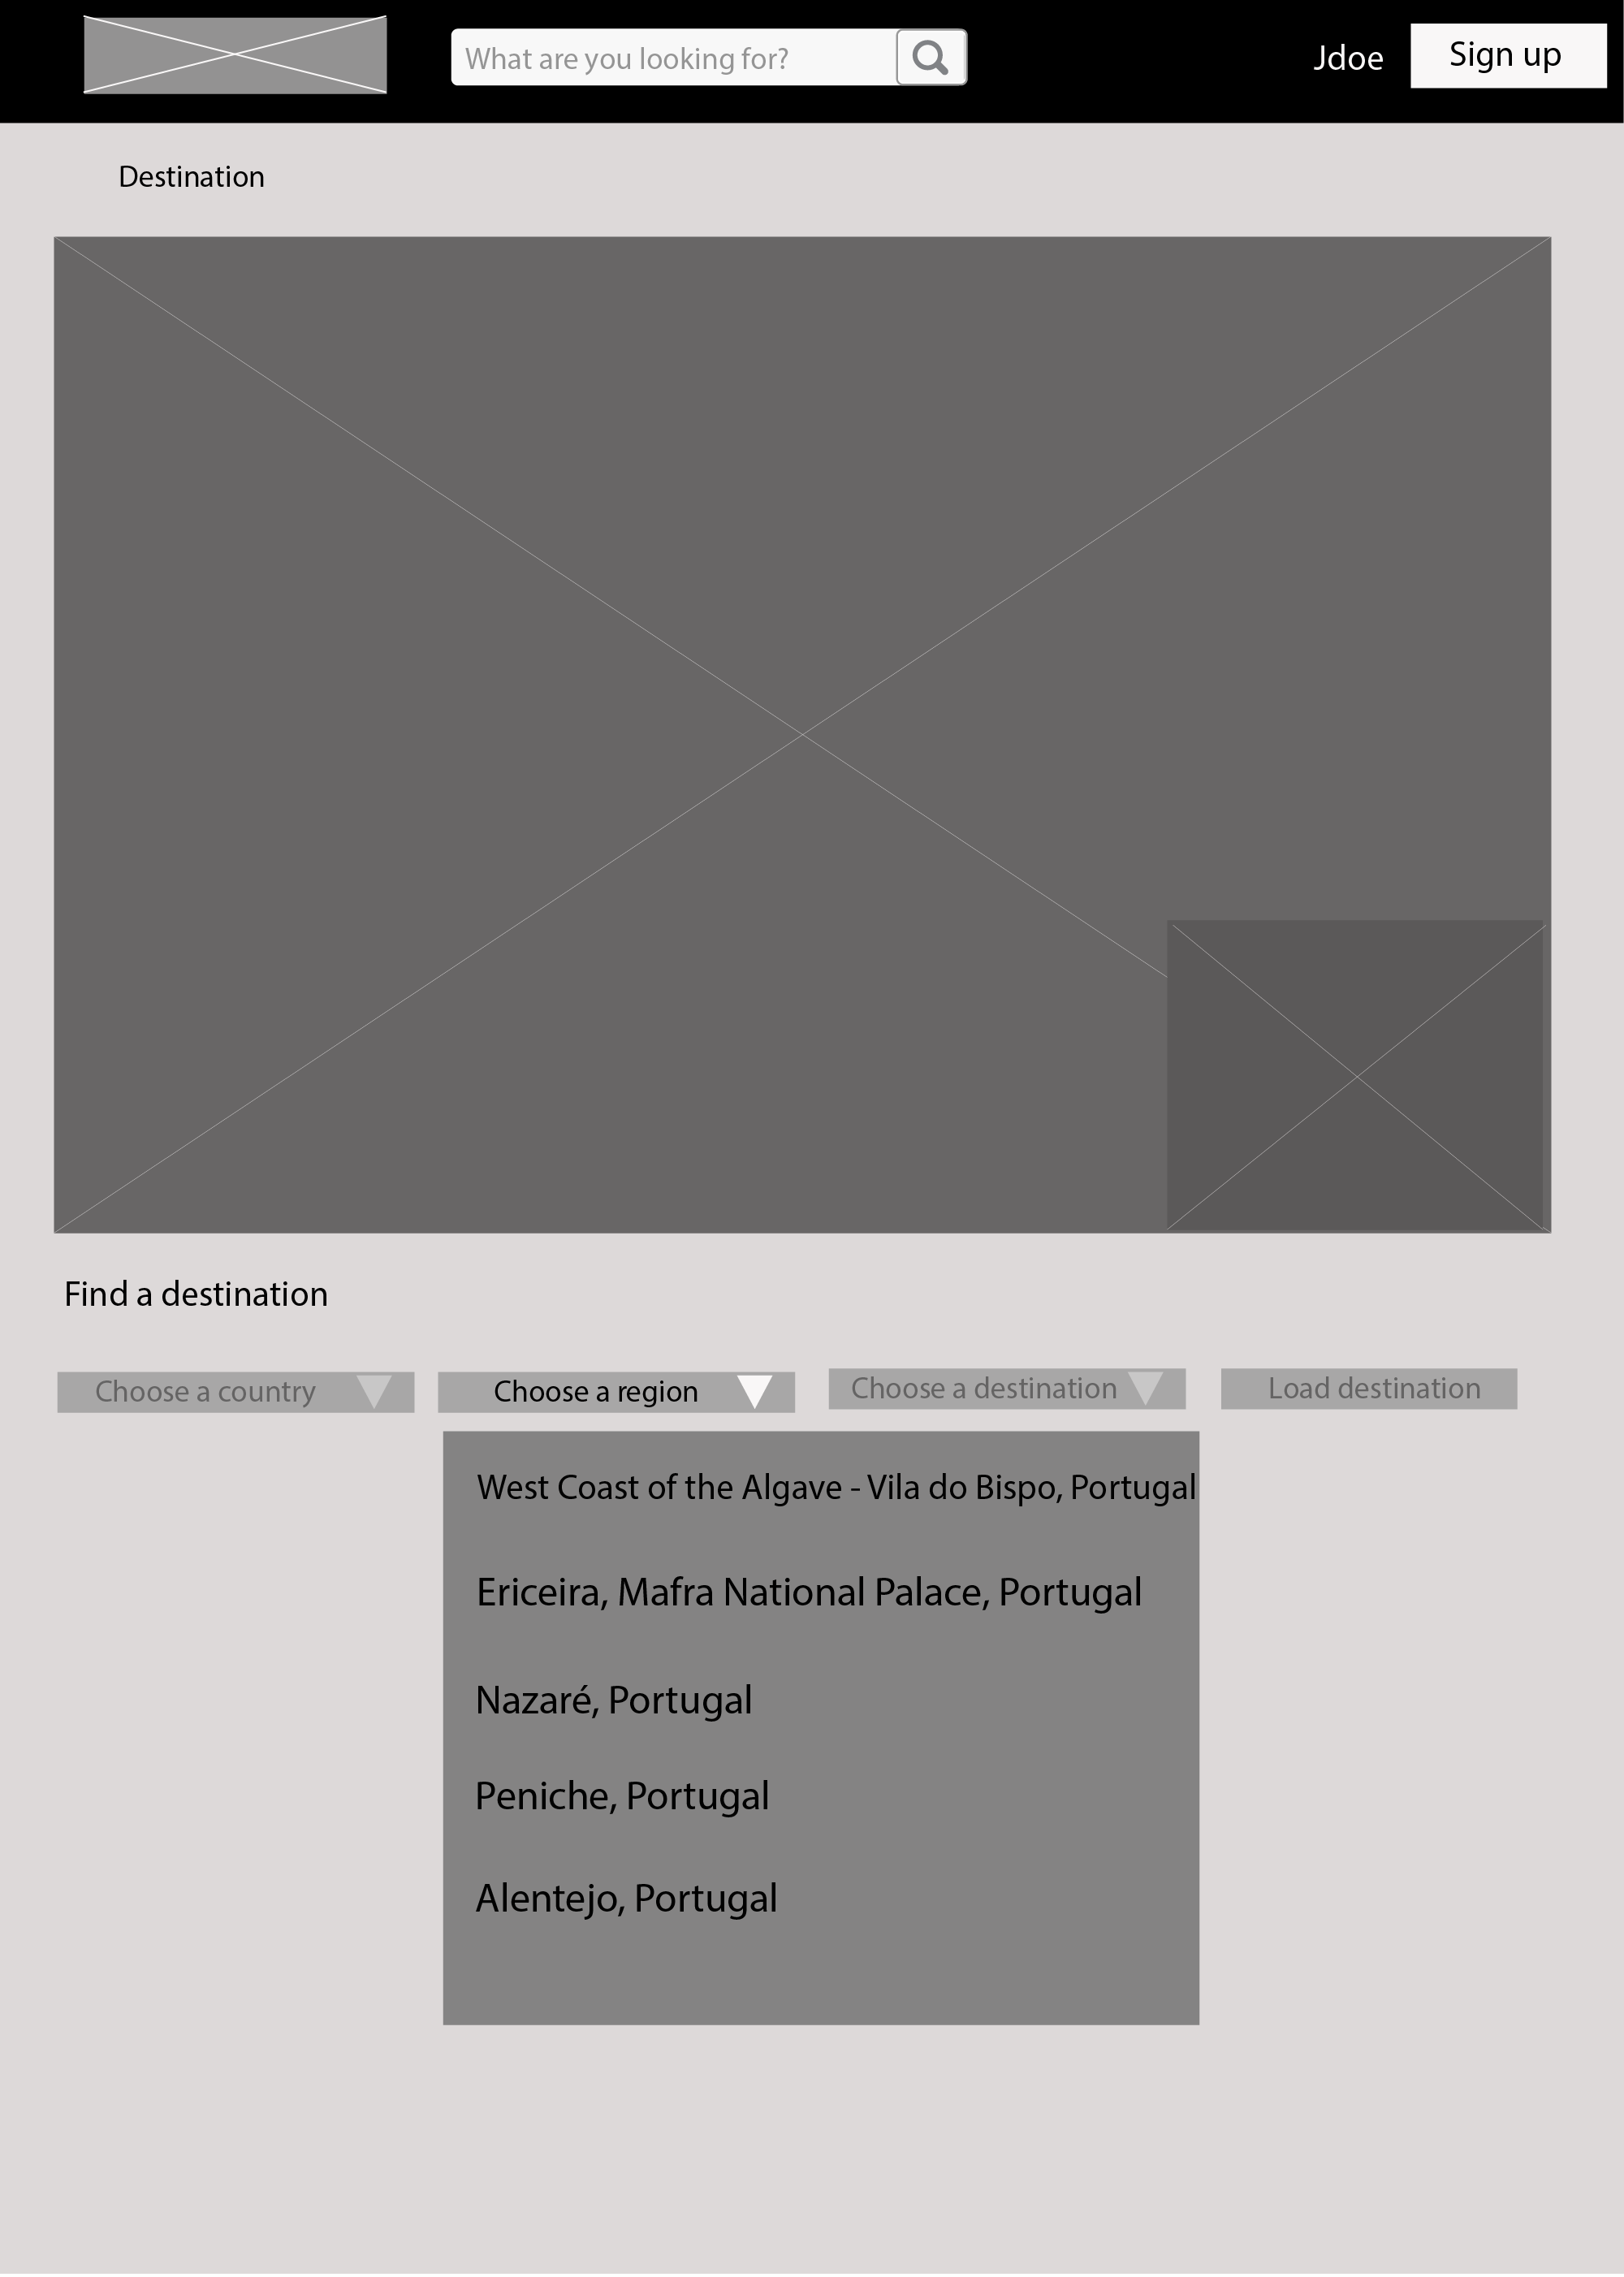 What are you looking for?
Jdoe
Sign up
Destination
Find a destination
Choose a country
Choose a region
Choose a destination
Load destination
West Coast of the Algave - Vila do Bispo, Portugal
Ericeira, Mafra National Palace, Portugal
Nazaré, Portugal
Peniche, Portugal
Alentejo, Portugal